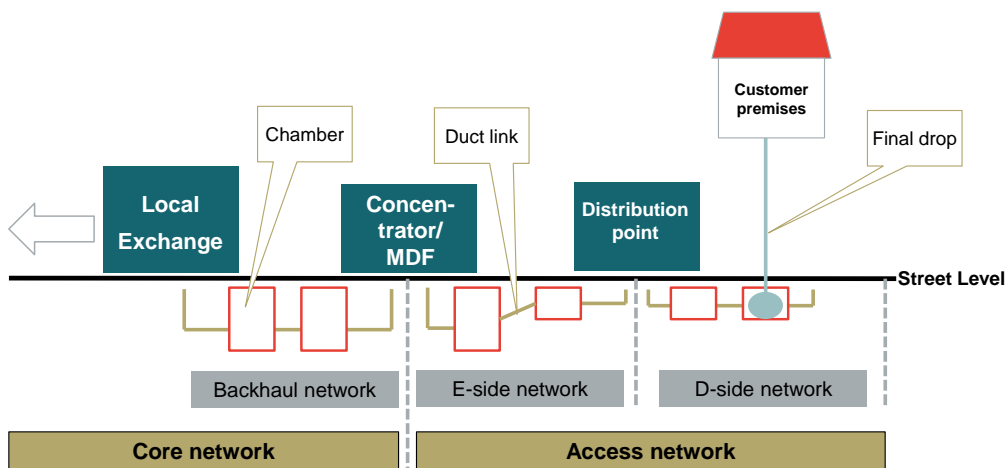 Customer
premises
Chamber
Duct link
Final drop
Local
Exchange
Concen-
trator/
MDF
Distribution
point
Street Level
Backhaul network
E-side network
D-side network
Core network
Access network